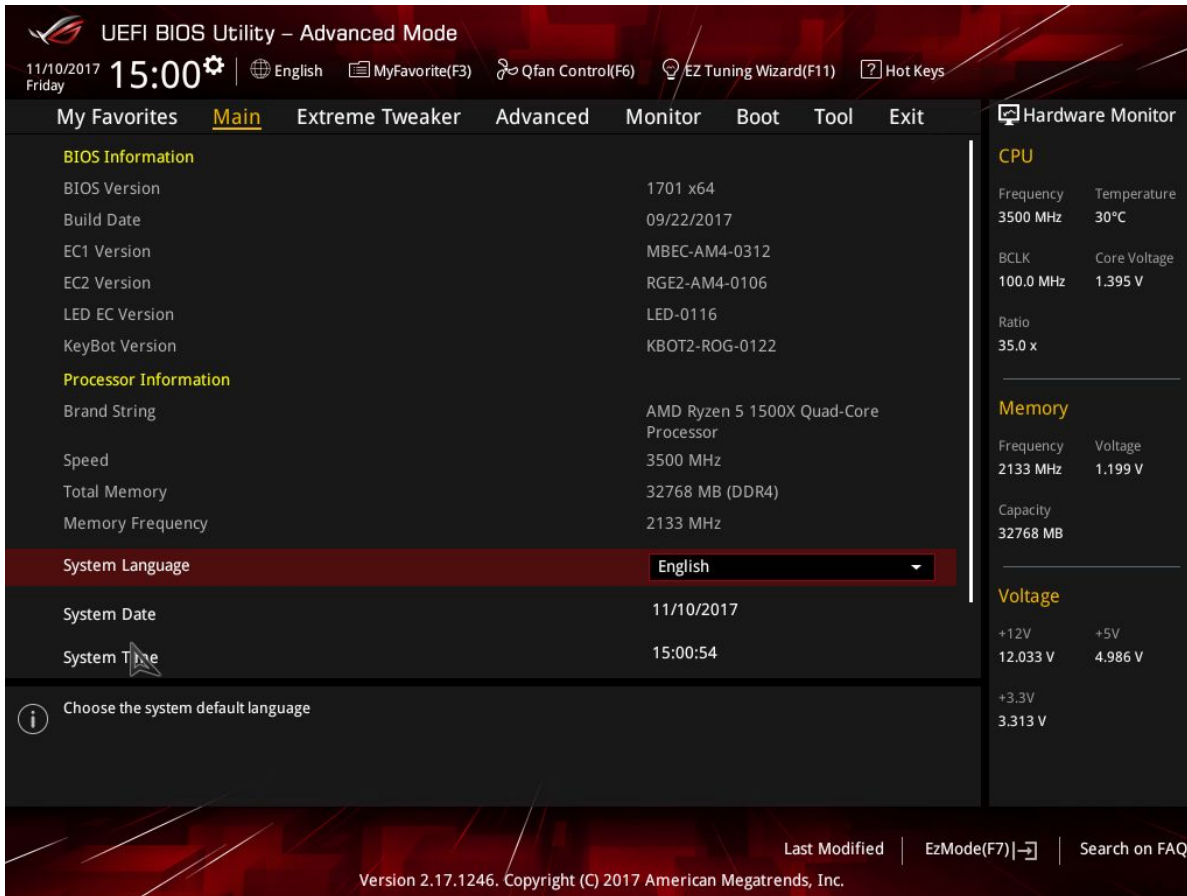 UEFI BIOS Utility – Advanced Mode
11/10/2017
Friday
15:00
English
MyFavorite(F3)
Qfan Control(F6)
EZ Tuning Wizard(F11)
? Hot Keys
My Favorites Main Extreme Tweaker Advanced Monitor Boot Tool Exit
BIOS Information
BIOS Version 1701 x64
Build Date 09/22/2017
EC1 Version MBEC-AM4-0312
EC2 Version RGE2-AM4-0106
LED EC Version LED-0116
KeyBot Version KBOT2-ROG-0122
Processor Information
Brand String AMD Ryzen 5 1500X Quad-Core
Processor
Speed 3500 MHz
Total Memory 32768 MB (DDR4)
Memory Frequency 2133 MHz
System Language English
System Date 11/10/2017
System Time 15:00:54
i Choose the system default language
Hardware Monitor
CPU
Frequency Temperature
3500 MHz 30°C
BCLK Core Voltage
100.0 MHz 1.395 V
Ratio
35.0 x
Memory
Frequency Voltage
2133 MHz 1.199 V
Capacity
32768 MB
Voltage
+12V +5V
12.033 V 4.986 V
+3.3V
3.313 V
Last Modified EzMode(F7) Search on FAQ
Version 2.17.1246. Copyright (C) 2017 American Megatrends, Inc.